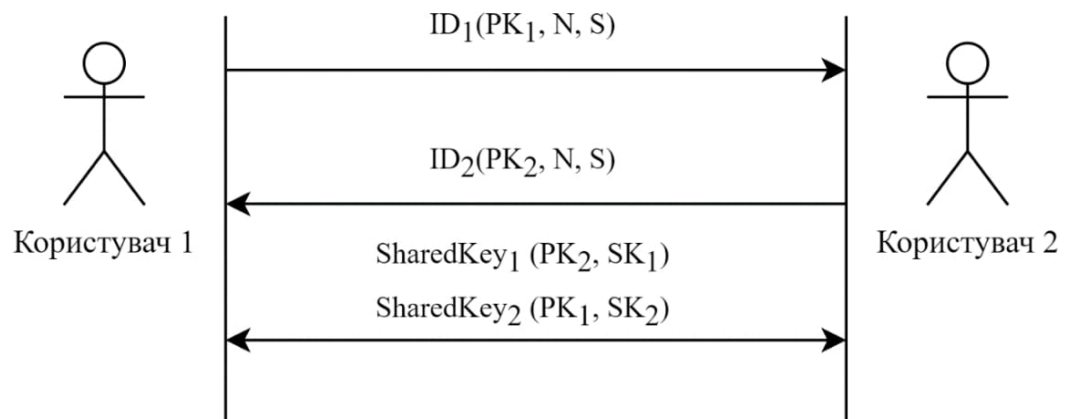 ID₁(PK₁, N, S)
ID₂(PK₂, N, S)
Користувач 1
Користувач 2
SharedKey₁ (PK₂, SK₁)
SharedKey₂ (PK₁, SK₂)